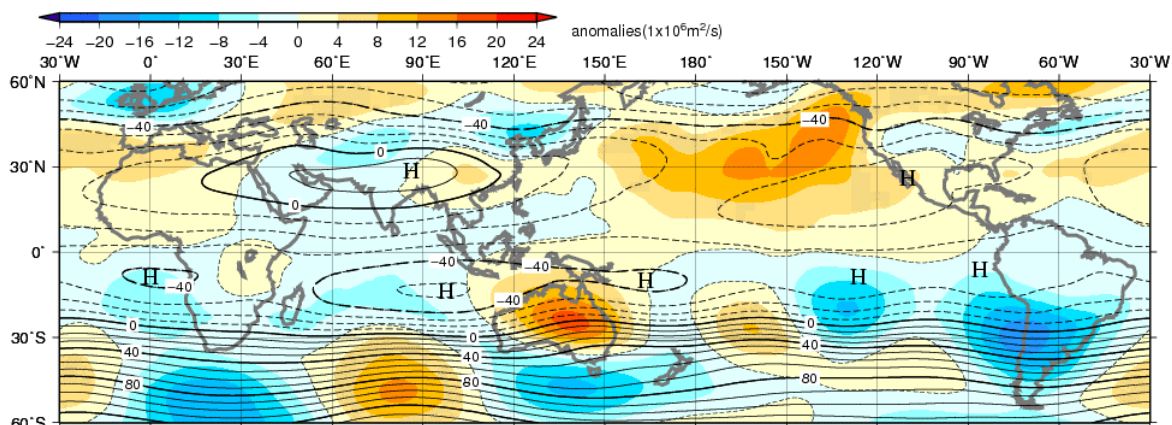 −24 −20 −16 −12 −8 −4 0 4 8 12 16 20 24
anomalies(1x10⁶m²/s)
30°W 0° 30°E 60°E 90°E 120°E 150°E 180° 150°W 120°W 90°W 60°W 30°W
60°N
−40 −40 −40
0
30°N H H
0
0°
−40 −40
H H H H H
−40 −40
0 0
30°S 0
40 40 40
80 80 80
60°S